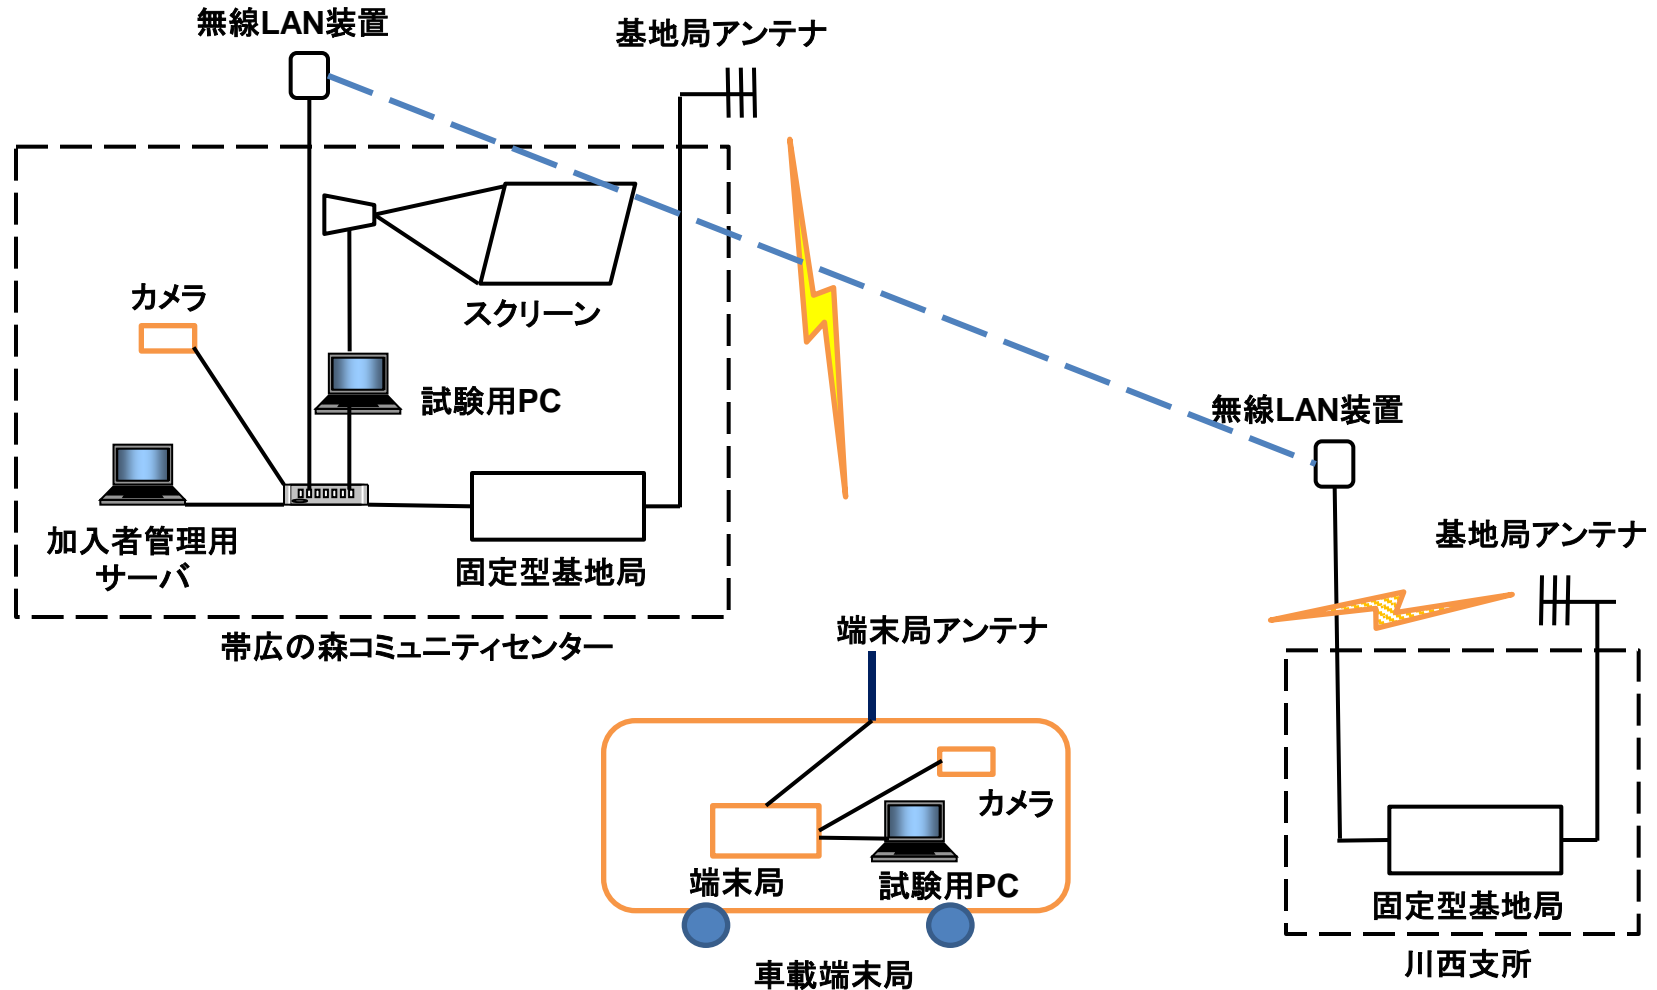 無線LAN装置
基地局アンテナ
カメラ
スクリーン
試験用PC
加入者管理用
サーバ
固定型基地局
帯広の森コミュニティセンター
無線LAN装置
基地局アンテナ
端末局アンテナ
カメラ
端末局
試験用PC
車載端末局
固定型基地局
川西支所